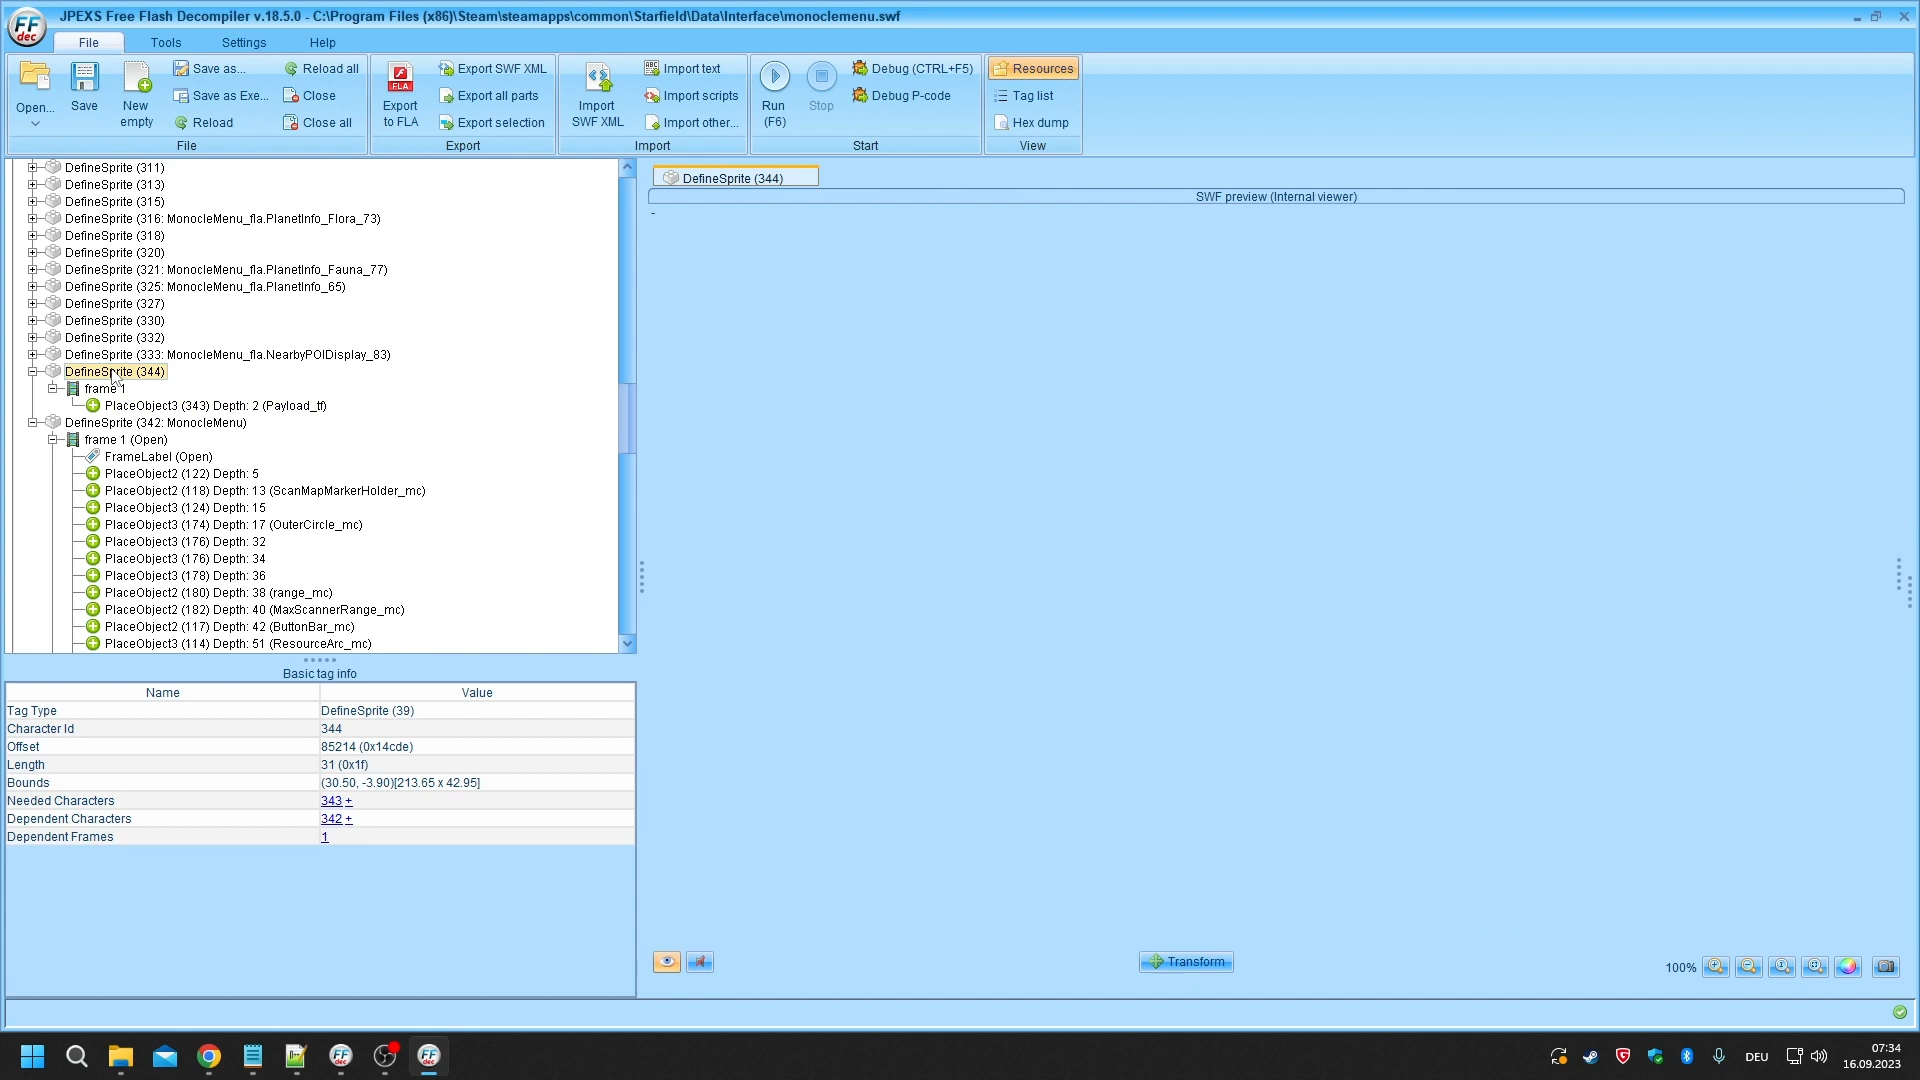 JPEXS Free Flash Decompiler v.18.5.0 - C:\Program Files (x86)\Steam\steamapps\common\Starfield\Data\Interface\monoclemenu.swf
FF dec
File Tools Settings Help
Open...
Save
New empty
Save as...
Save as Exe...
Reload
Reload all
Close
Close all
File
FLA
Export to FLA
Export SWF XML
Export all parts
Export selection
Export
Import SWF XML
Import text
Import scripts
Import other...
Import
Run (F6)
Stop
Debug (CTRL+F5)
Debug P-code
Start
Resources
Tag list
Hex dump
View
DefineSprite (311)
DefineSprite (313)
DefineSprite (315)
DefineSprite (316: MonocleMenu_fla.PlanetInfo_Flora_73)
DefineSprite (318)
DefineSprite (320)
DefineSprite (321: MonocleMenu_fla.PlanetInfo_Fauna_77)
DefineSprite (325: MonocleMenu_fla.PlanetInfo_65)
DefineSprite (327)
DefineSprite (330)
DefineSprite (332)
DefineSprite (333: MonocleMenu_fla.NearbyPOIDisplay_83)
DefineSprite (344)
frame 1
PlaceObject3 (343) Depth: 2 (Payload_tf)
DefineSprite (342: MonocleMenu)
frame 1 (Open)
FrameLabel (Open)
PlaceObject2 (122) Depth: 5
PlaceObject2 (118) Depth: 13 (ScanMapMarkerHolder_mc)
PlaceObject3 (124) Depth: 15
PlaceObject3 (174) Depth: 17 (OuterCircle_mc)
PlaceObject3 (176) Depth: 32
PlaceObject3 (176) Depth: 34
PlaceObject3 (178) Depth: 36
PlaceObject2 (180) Depth: 38 (range_mc)
PlaceObject2 (182) Depth: 40 (MaxScannerRange_mc)
PlaceObject2 (117) Depth: 42 (ButtonBar_mc)
PlaceObject3 (114) Depth: 51 (ResourceArc_mc)
Basic tag info
Name Value
Tag Type DefineSprite (39)
Character Id 344
Offset 85214 (0x14cde)
Length 31 (0x1f)
Bounds (30.50, -3.90)[213.65 x 42.95]
Needed Characters 343 +
Dependent Characters 342 +
Dependent Frames 1
DefineSprite (344)
SWF preview (Internal viewer)
-
Transform
100%
DEU
07:34
16.09.2023